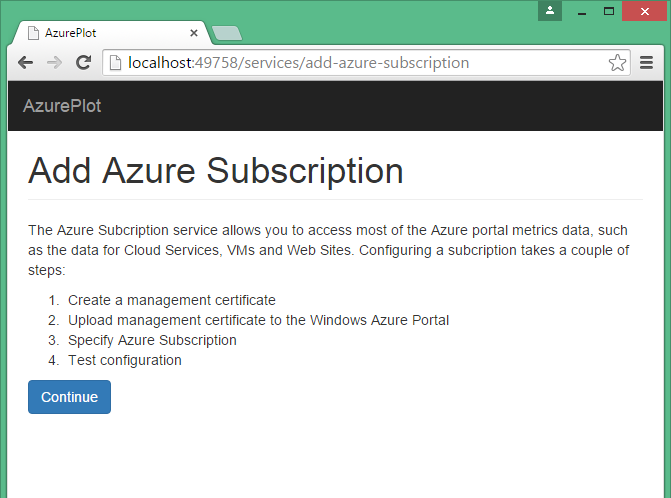 AzurePlot
localhost:49758/services/add-azure-subscription
AzurePlot
Add Azure Subscription
The Azure Subcription service allows you to access most of the Azure portal metrics data, such
as the data for Cloud Services, VMs and Web Sites. Configuring a subcription takes a couple of
steps:
1. Create a management certificate
2. Upload management certificate to the Windows Azure Portal
3. Specify Azure Subscription
4. Test configuration
Continue